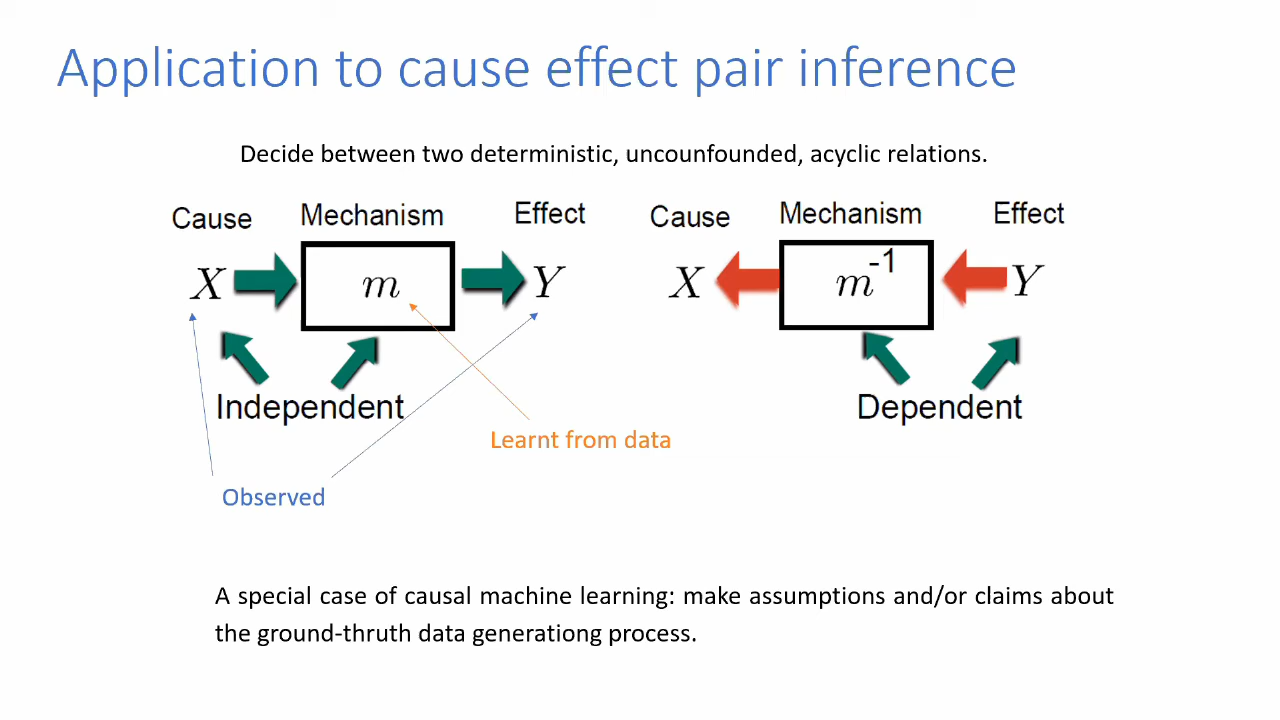 Application to cause effect pair inference
Decide between two deterministic, uncounfounded, acyclic relations.
Cause Mechanism Effect
X m Y
Independent
Learnt from data
Observed
Cause Mechanism Effect
X m⁻¹ Y
Dependent
A special case of causal machine learning: make assumptions and/or claims about
the ground-thruth data generationg process.